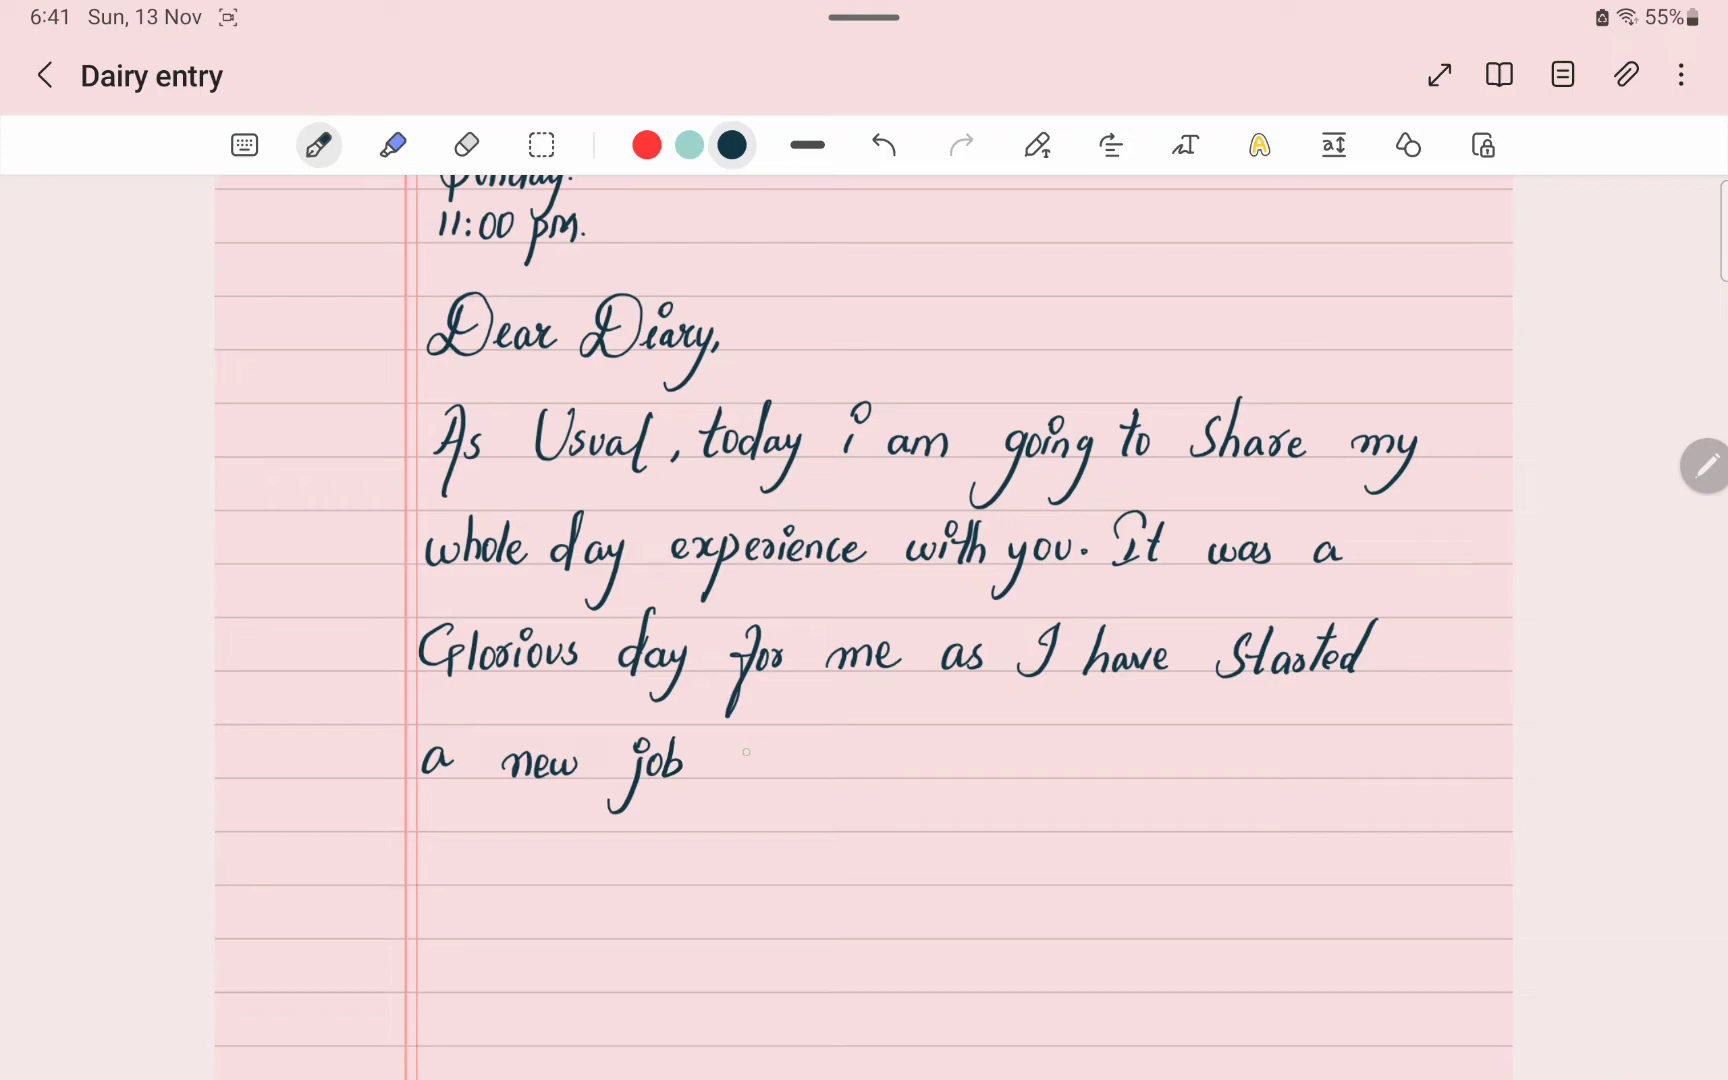 6:41 Sun, 13 Nov 55%
Dairy entry
Sunday.
11:00 pm.
Dear Diary,
As Usual, today i am going to Share my
whole day experience with you. It was a
Glorious day for me as I have Started
a new job